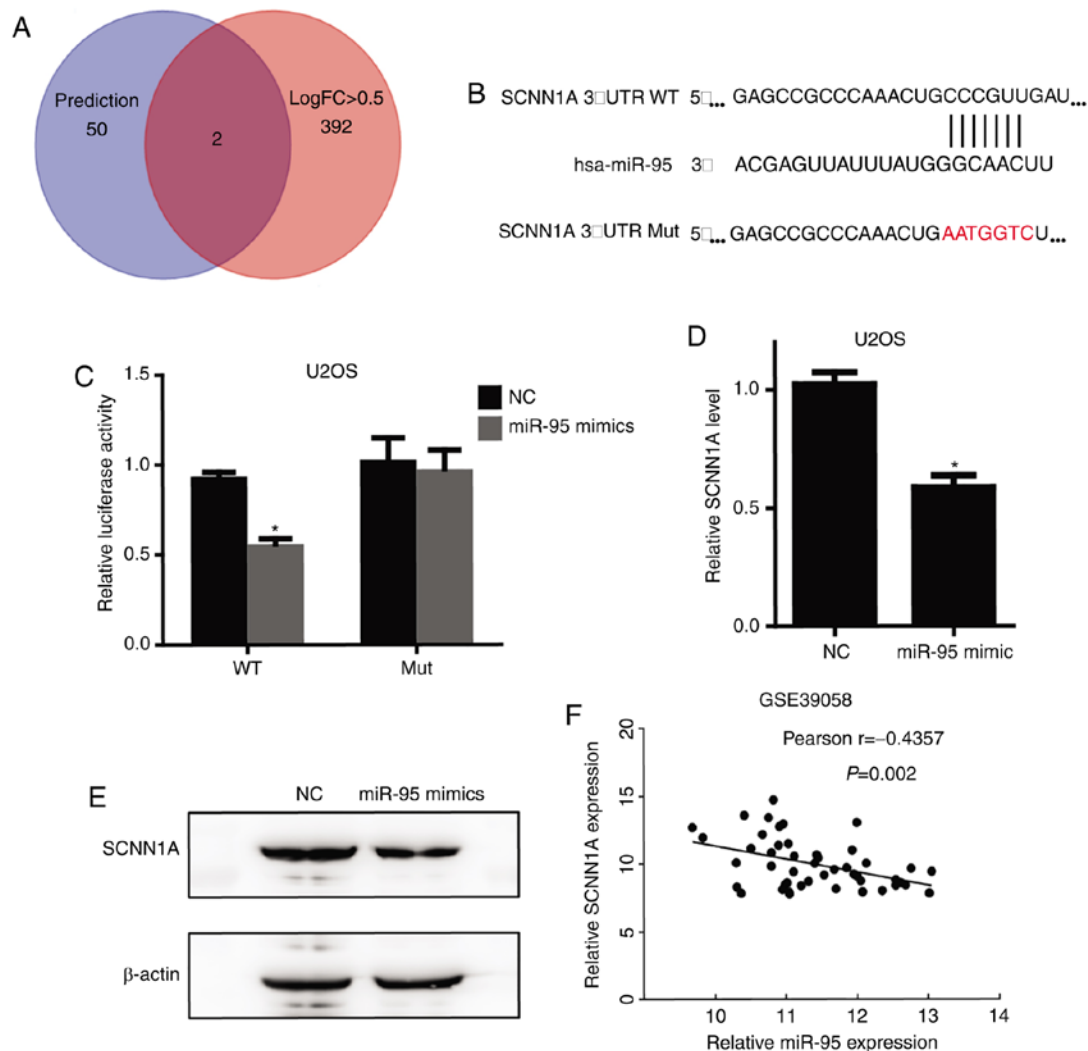 A
Prediction
50
2
LogFC>0.5
392
B
SCNN1A 3□UTR WT 5□... GAGCCGCCCAAACUGCCCGUUGAU...
hsa-miR-95 3□ ACGAGUUAUUUAUGGGCAACUU
SCNN1A 3□UTR Mut 5□... GAGCCGCCCAAACUGAATGGTCU...
C
U2OS
Relative luciferase activity
1.5
1.0
0.5
0.0
*
WT
Mut
NC
miR-95 mimics
D
U2OS
Relative SCNN1A level
1.0
0.5
0.0
*
NC
miR-95 mimic
E
NC
miR-95 mimics
SCNN1A
β-actin
F
GSE39058
Pearson r=−0.4357
P=0.002
Relative SCNN1A expression
20
15
10
5
0
10
11
12
13
14
Relative miR-95 expression